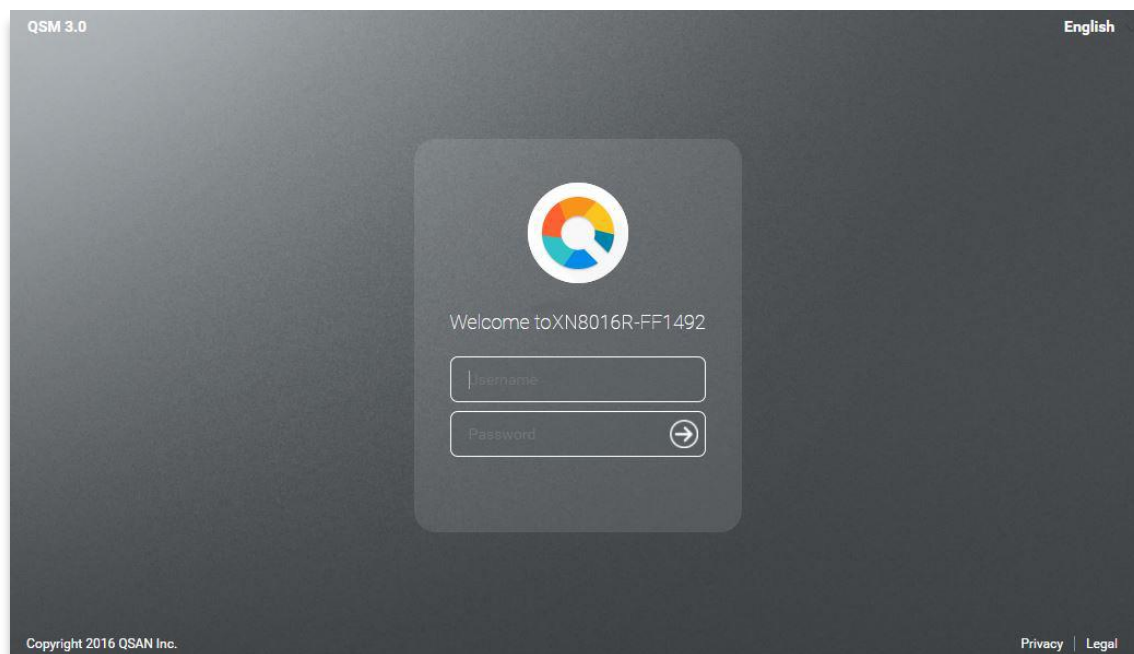 QSM 3.0
English
Welcome toXN8016R-FF1492
Username
Password
Copyright 2016 QSAN Inc.
Privacy | Legal